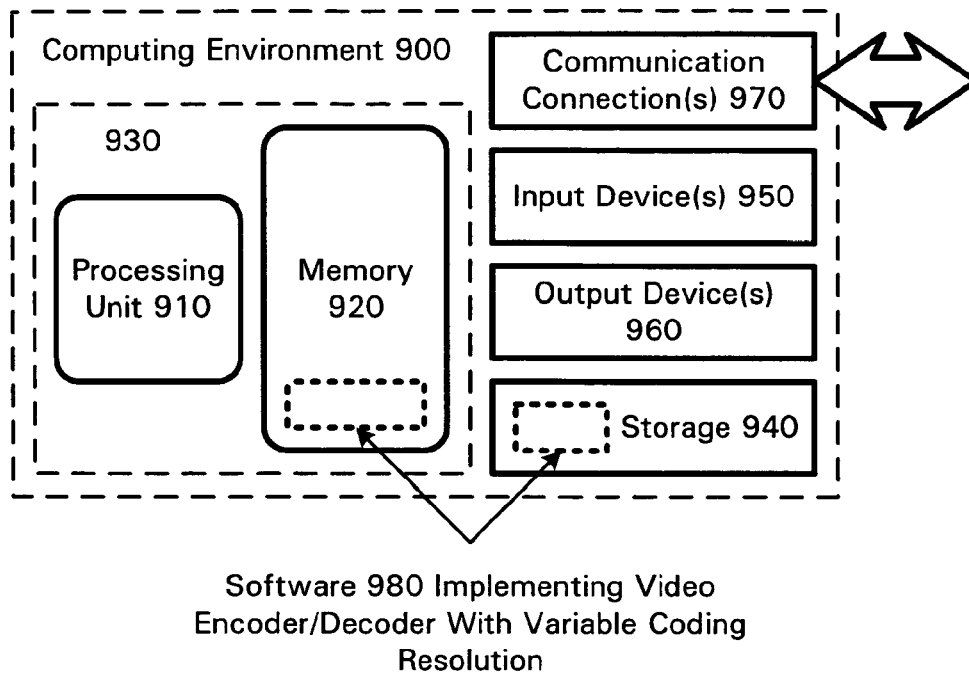 Computing Environment 900
930
Processing
Unit 910
Memory
920
Communication
Connection(s) 970
Input Device(s) 950
Output Device(s)
960
Storage 940
Software 980 Implementing Video
Encoder/Decoder With Variable Coding
Resolution